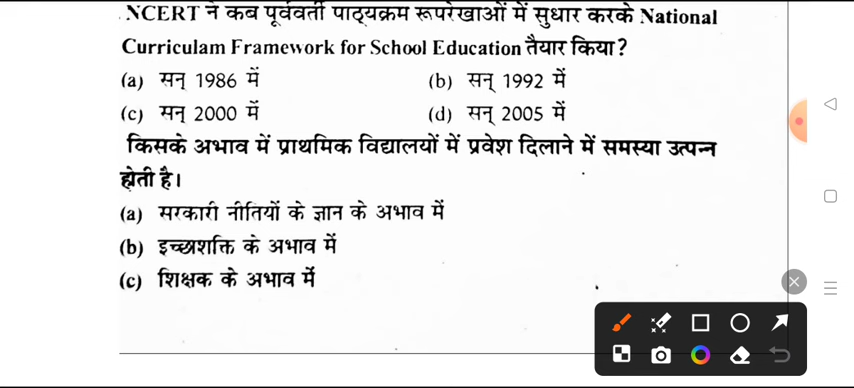 NCERT ने कब पूर्ववर्ती पाठ्यक्रम रूपरेखाओं में सुधार करके National
Curriculam Framework for School Education तैयार किया?
(a) सन् 1986 में (b) सन् 1992 में
(c) सन् 2000 में (d) सन् 2005 में
किसके अभाव में प्राथमिक विद्यालयों में प्रवेश दिलाने में समस्या उत्पन्न
होती है।
(a) सरकारी नीतियों के ज्ञान के अभाव में
(b) इच्छाशक्ति के अभाव में
(c) शिक्षक के अभाव में